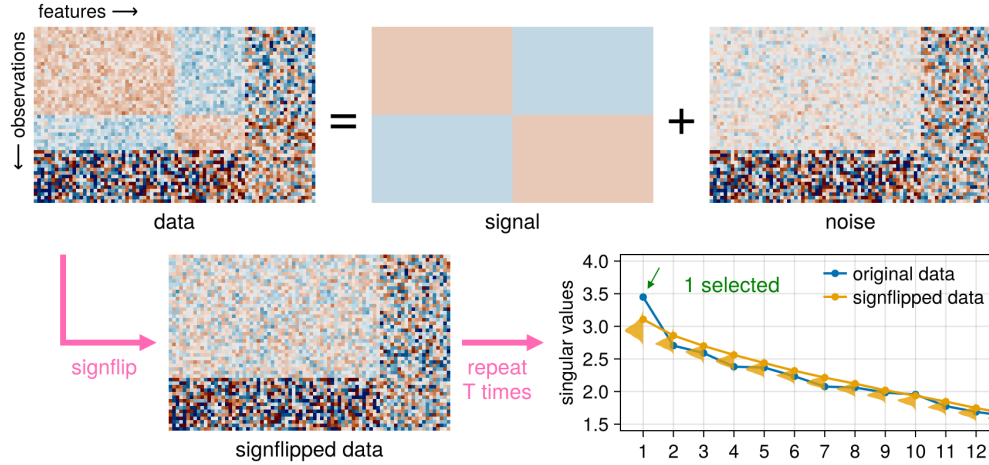 features ⟶
⟵ observations
=
+
data
signal
noise
signflip
signflipped data
repeat
T times
singular values
4.0
3.5
3.0
2.5
2.0
1.5
1 selected
original data
signflipped data
1 2 3 4 5 6 7 8 9 10 11 12